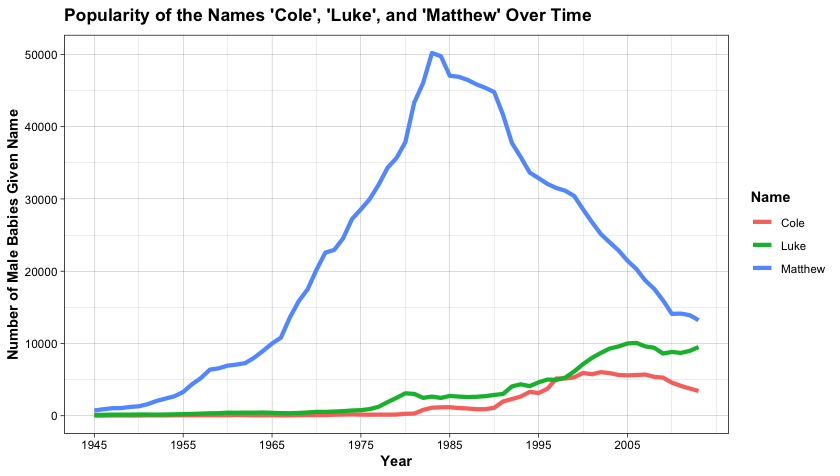 Popularity of the Names 'Cole', 'Luke', and 'Matthew' Over Time
Number of Male Babies Given Name
50000
40000
30000
20000
10000
0
1945 1955 1965 1975 1985 1995 2005
Year
Name
Cole
Luke
Matthew